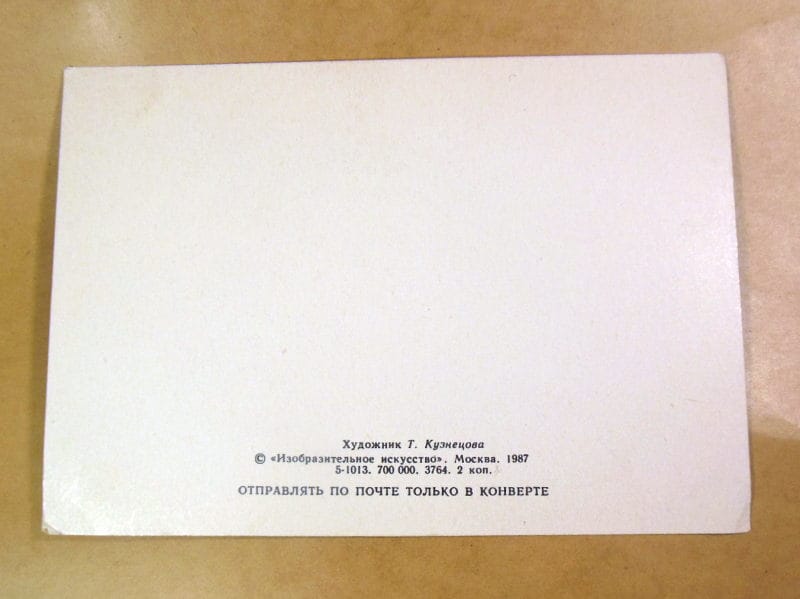 Художник Т. Кузнецова
© «Изобразительное искусство». Москва. 1987
5-1013. 700 000. 3764. 2 коп.
ОТПРАВЛЯТЬ ПО ПОЧТЕ ТОЛЬКО В КОНВЕРТЕ